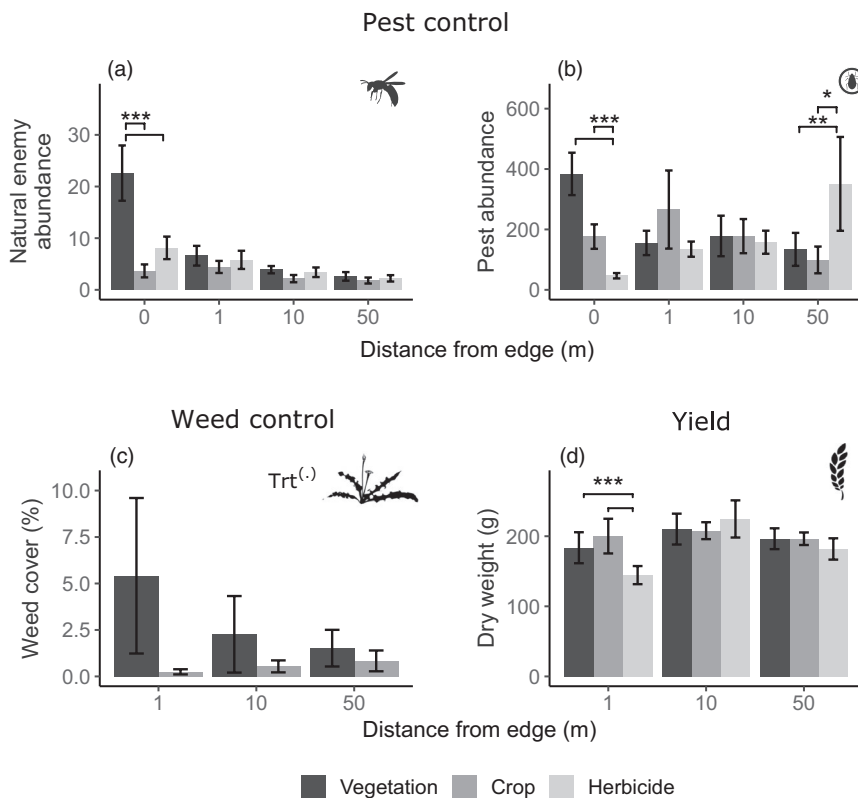 Pest control
(a)
(b)
Natural enemy
abundance
30
20
10
0
***
0 1 10 50
Pest abundance
600
400
200
0
***
**
*
0 1 10 50
Distance from edge (m)
Weed control
Yield
(c)
(d)
Trt(.)
Weed cover (%)
10.0
7.5
5.0
2.5
0.0
1 10 50
Dry weight (g)
200
100
0
***
1 10 50
Distance from edge (m)
Vegetation Crop Herbicide